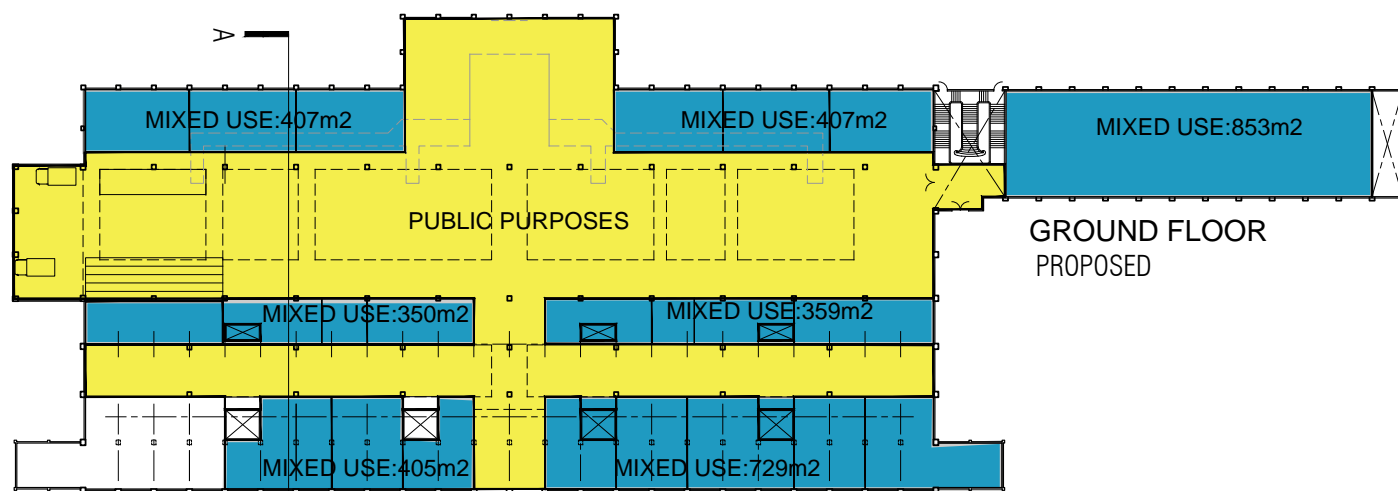 A
MIXED USE:407m2
MIXED USE:407m2
MIXED USE:853m2
PUBLIC PURPOSES
GROUND FLOOR
PROPOSED
MIXED USE:350m2
MIXED USE:359m2
MIXED USE:405m2
MIXED USE:729m2